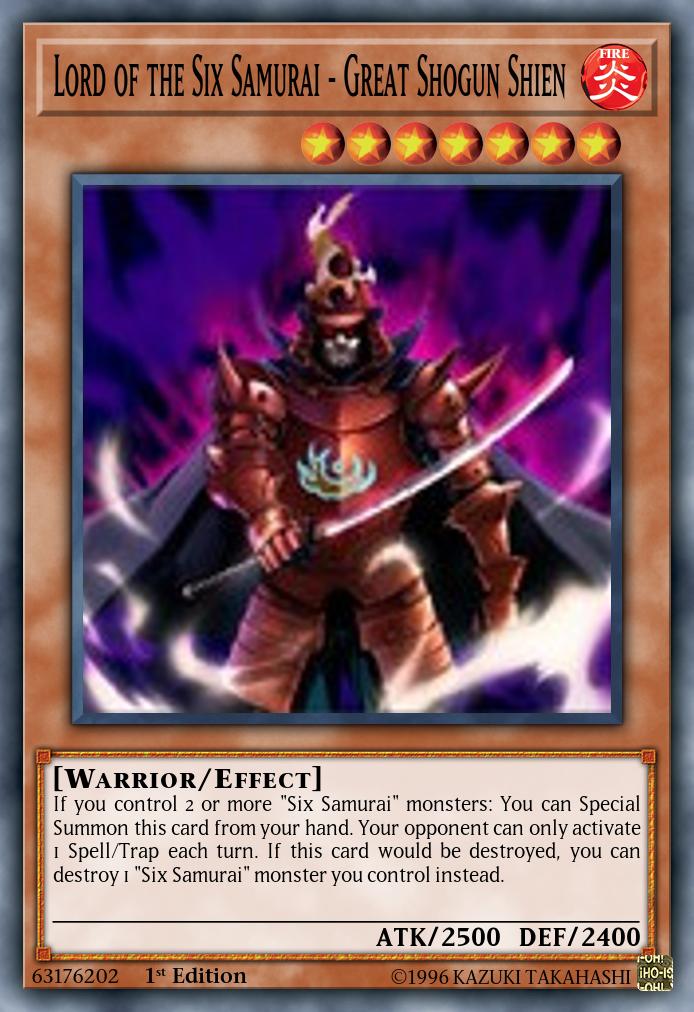 Lord of the Six Samurai - Great Shogun Shien
FIRE
炎
[Warrior/Effect]
If you control 2 or more "Six Samurai" monsters: You can Special
Summon this card from your hand. Your opponent can only activate
1 Spell/Trap each turn. If this card would be destroyed, you can
destroy 1 "Six Samurai" monster you control instead.
ATK/2500 DEF/2400
63176202 1st Edition ©1996 KAZUKI TAKAHASHI